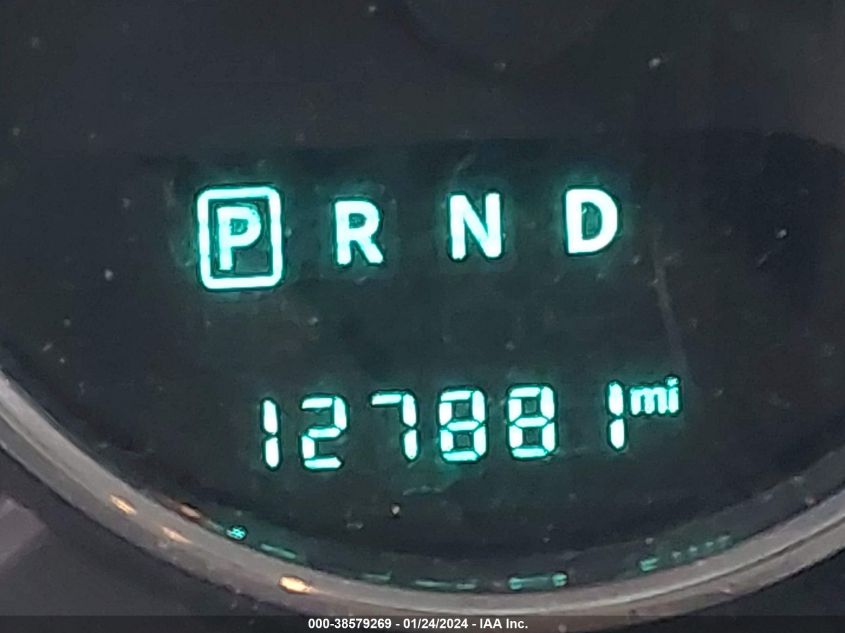 P R N D
127881 mi
000-38579269 - 01/24/2024 - IAA Inc.